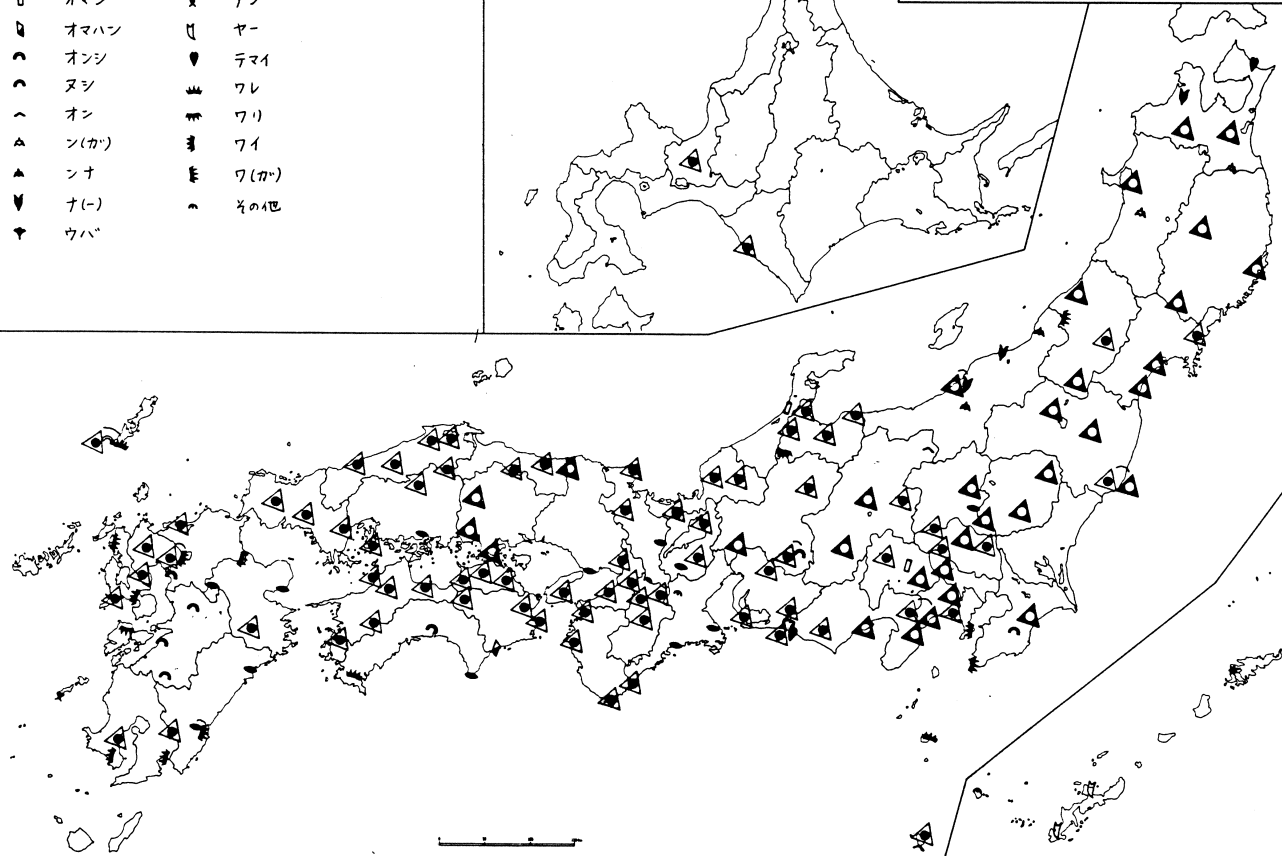 オマハン
ヤー
オンシ
テマイ
ヌシ
ワレ
オン
ワリ
ン(ガ)
ワイ
ンナ
ワ(ガ)
ナ(ー)
その他
ウバ